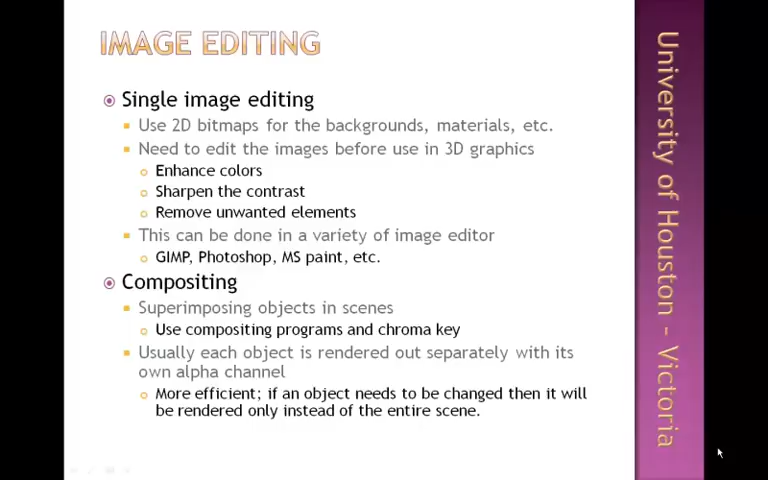 IMAGE EDITING
Single image editing
Use 2D bitmaps for the backgrounds, materials, etc.
Need to edit the images before use in 3D graphics
Enhance colors
Sharpen the contrast
Remove unwanted elements
This can be done in a variety of image editor
GIMP, Photoshop, MS paint, etc.
Compositing
Superimposing objects in scenes
Use compositing programs and chroma key
Usually each object is rendered out separately with its
own alpha channel
More efficient; if an object needs to be changed then it will
be rendered only instead of the entire scene.
University of Houston - Victoria